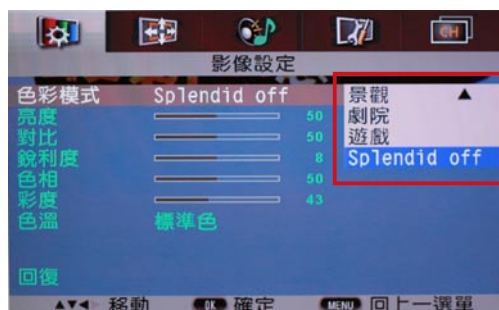 CH
影像設定
色彩模式 Splendid off
亮度 50
對比 50
銳利度 8
色相 50
彩度 43
色溫 標準色
回復
景觀 ▲
劇院
遊戲
Splendid off
▲▼◀▶ 移動 OK 確定 MENU 回上一選單